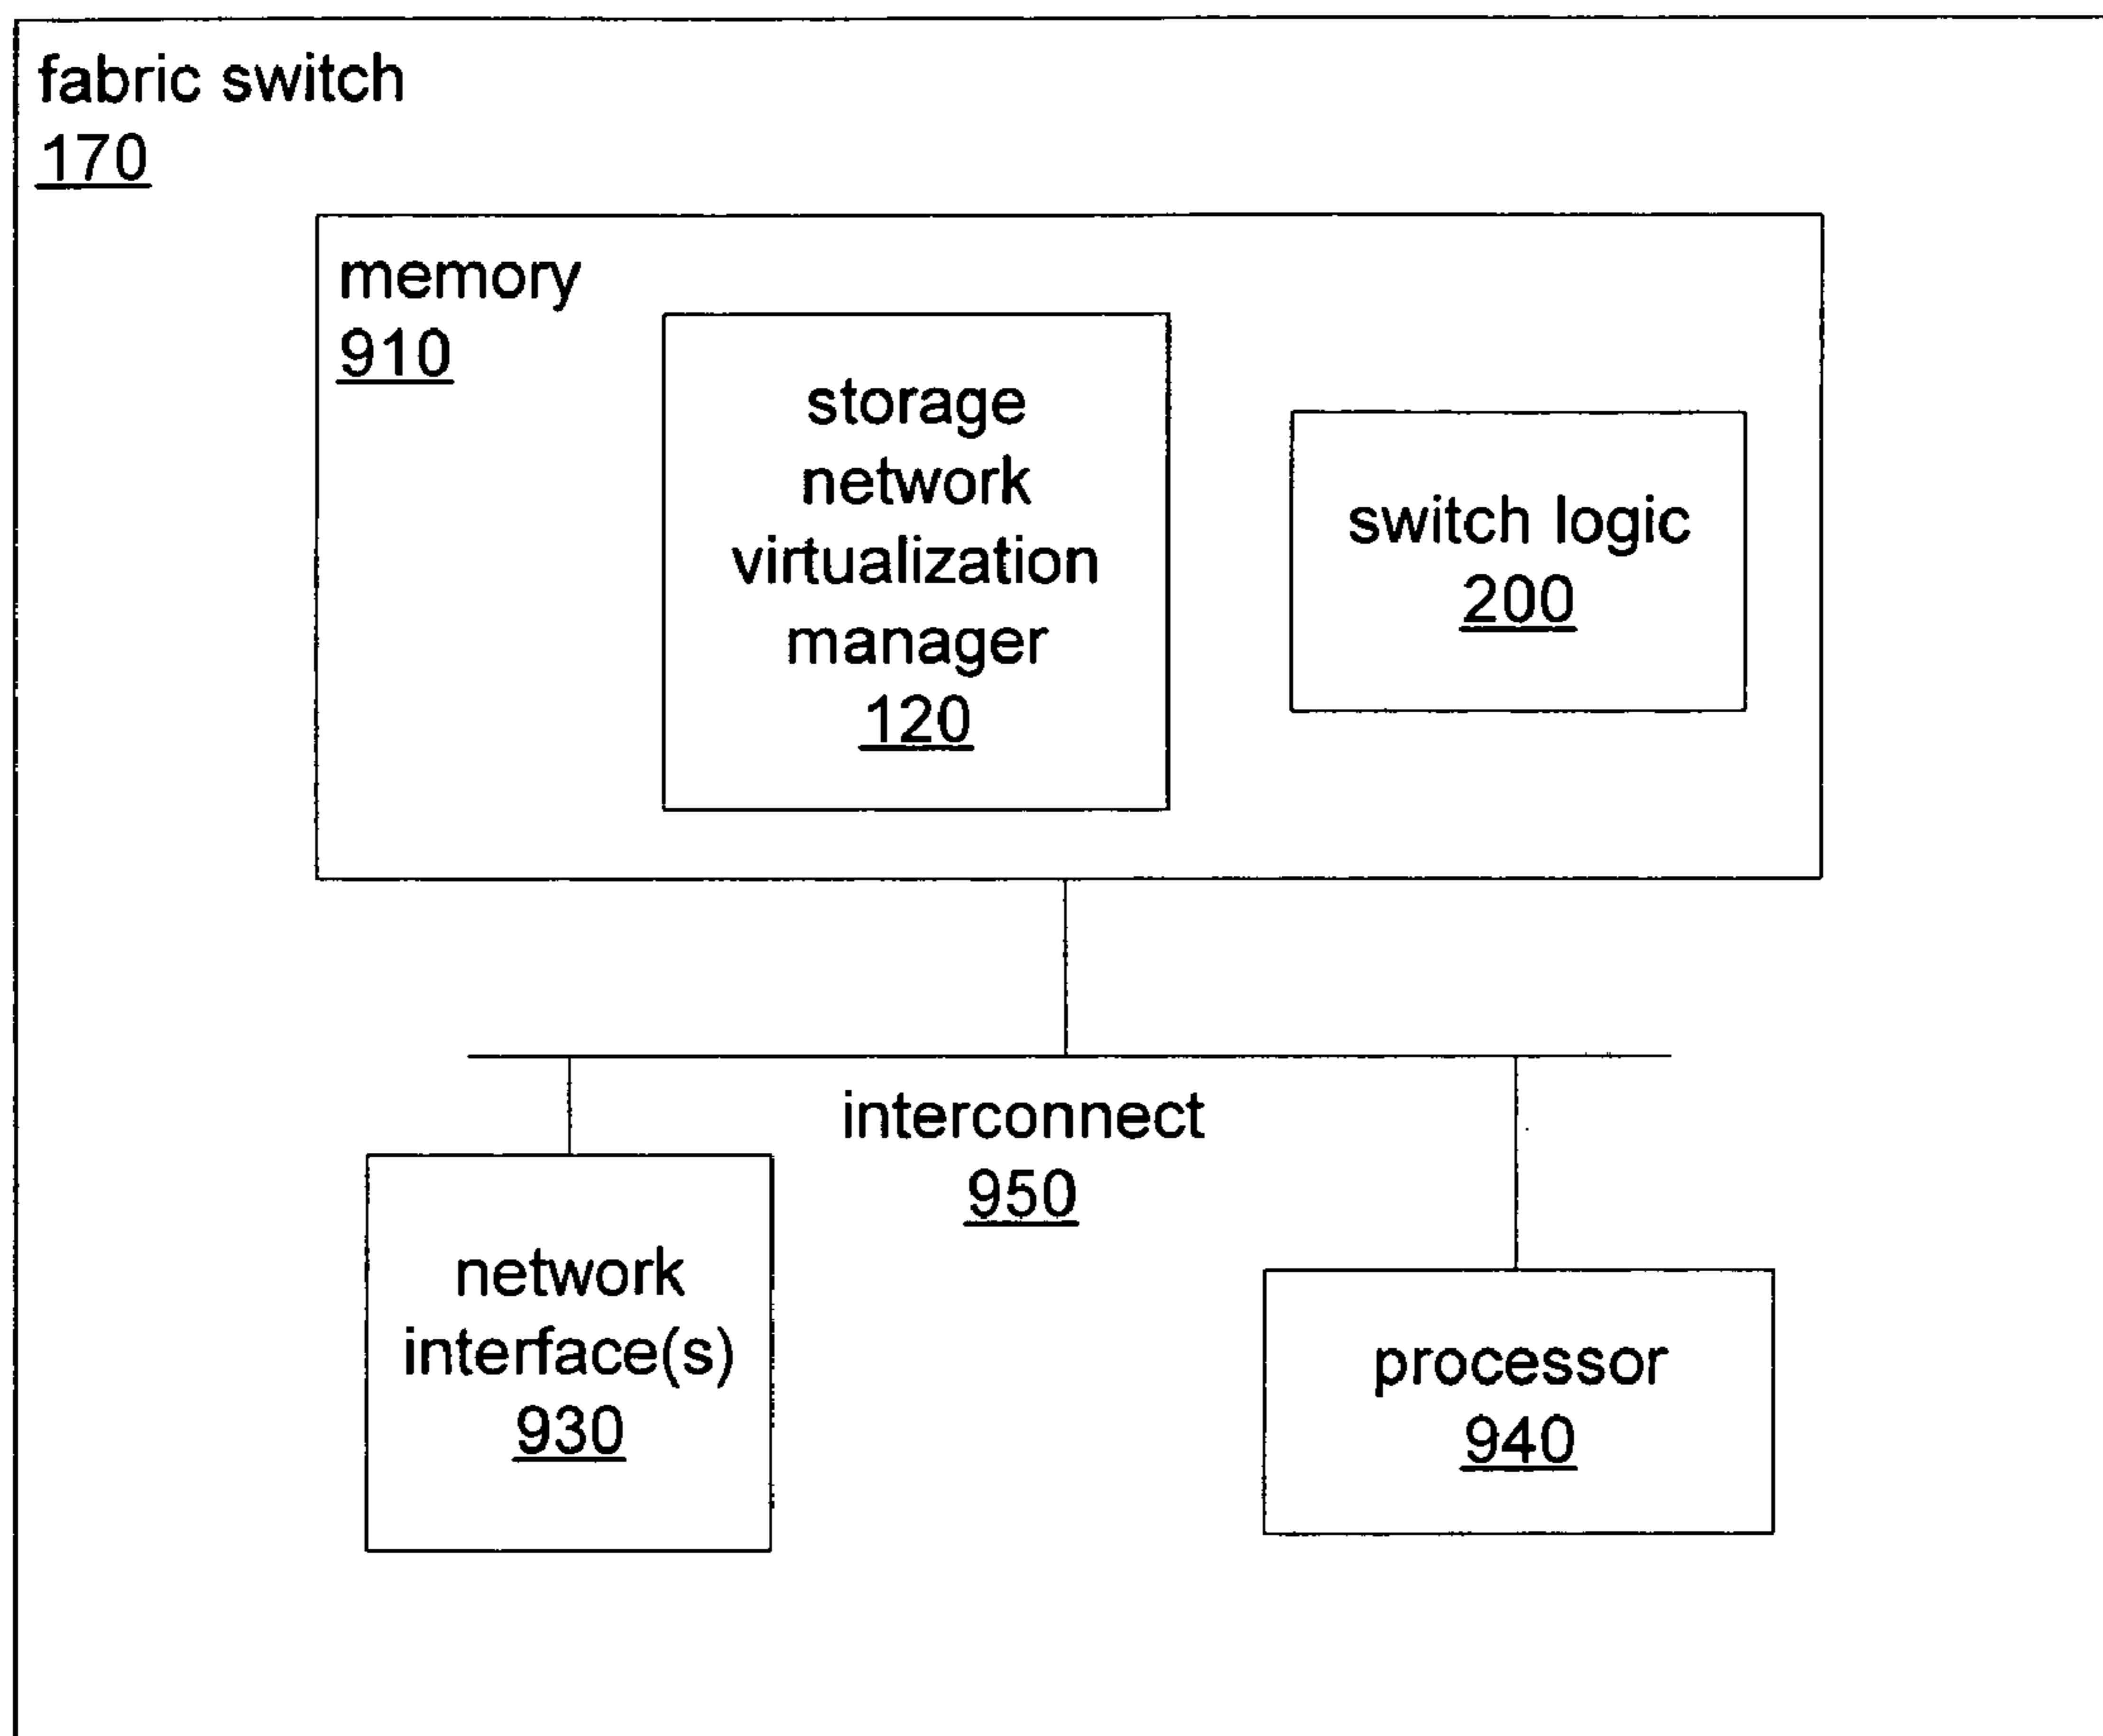 fabric switch
170
memory
910
storage
network
virtualization
manager
120
switch logic
200
interconnect
950
network
interface(s)
930
processor
940